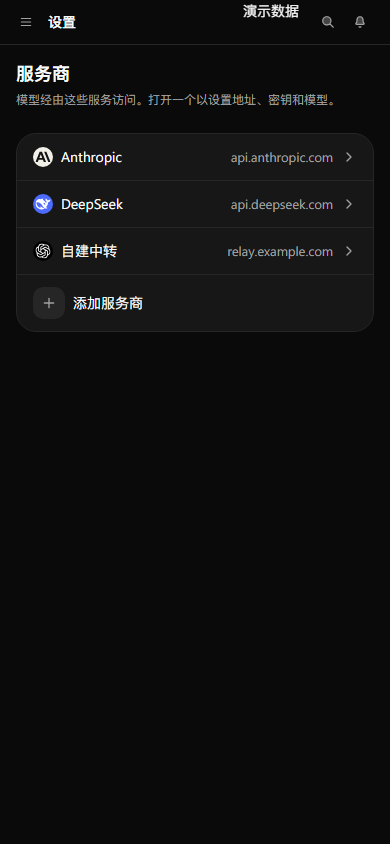 设置
演示数据
服务商
模型经由这些服务访问。打开一个以设置地址、密钥和模型。
Anthropic api.anthropic.com
DeepSeek api.deepseek.com
自建中转 relay.example.com
添加服务商